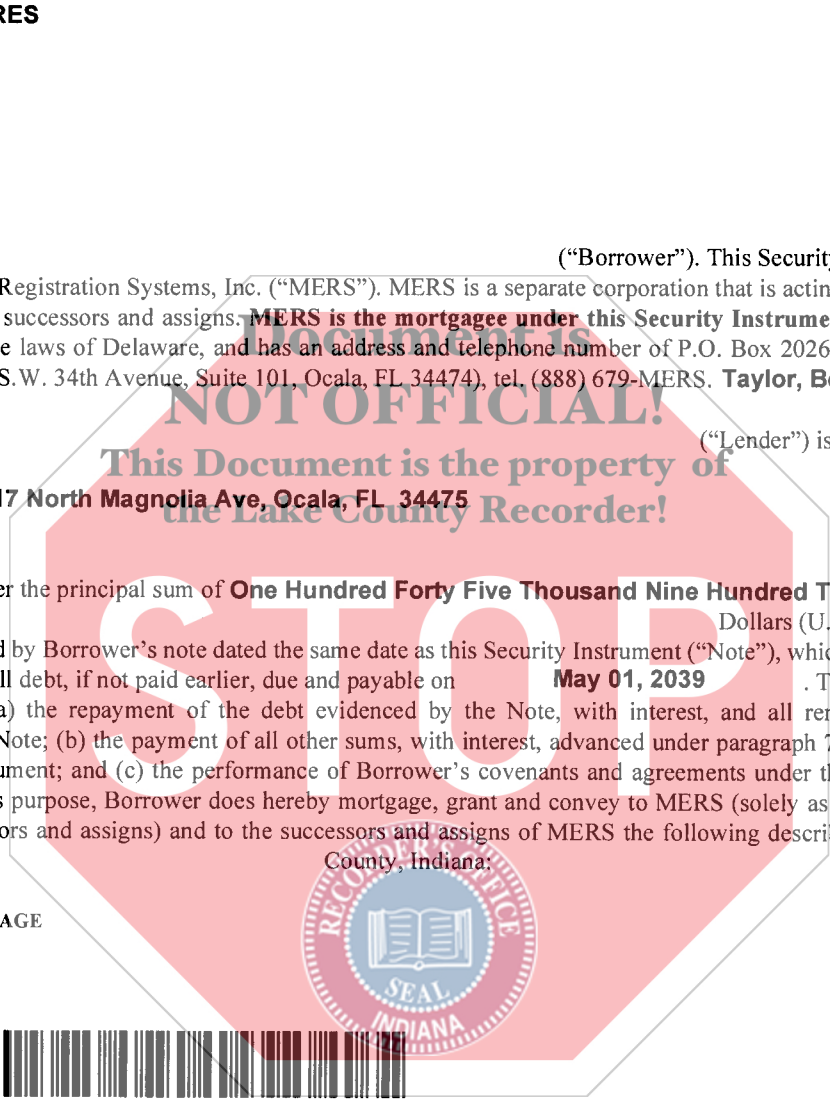 RES
(“Borrower”). This Security
Registration Systems, Inc. (“MERS”). MERS is a separate corporation that is actin
successors and assigns. MERS is the mortgagee under this Security Instrume
e laws of Delaware, and has an address and telephone number of P.O. Box 2026
Document is
S.W. 34th Avenue, Suite 101, Ocala, FL 34474), tel. (888) 679-MERS. Taylor, Be
NOT OFFICIAL!
(“Lender”) is
This Document is the property of
17 North Magnolia Ave, Ocala, FL 34475
the Lake County Recorder!
er the principal sum of One Hundred Forty Five Thousand Nine Hundred T
STOP
Dollars (U.
d by Borrower’s note dated the same date as this Security Instrument (“Note”), whic
ll debt, if not paid earlier, due and payable on May 01, 2039 . T
a) the repayment of the debt evidenced by the Note, with interest, and all ren
Note; (b) the payment of all other sums, with interest, advanced under paragraph 7
ument; and (c) the performance of Borrower’s covenants and agreements under th
s purpose, Borrower does hereby mortgage, grant and convey to MERS (solely as
ors and assigns) and to the successors and assigns of MERS the following descri
County, Indiana:
RECORDER'S OFFICE
AGE
SEAL
INDIANA